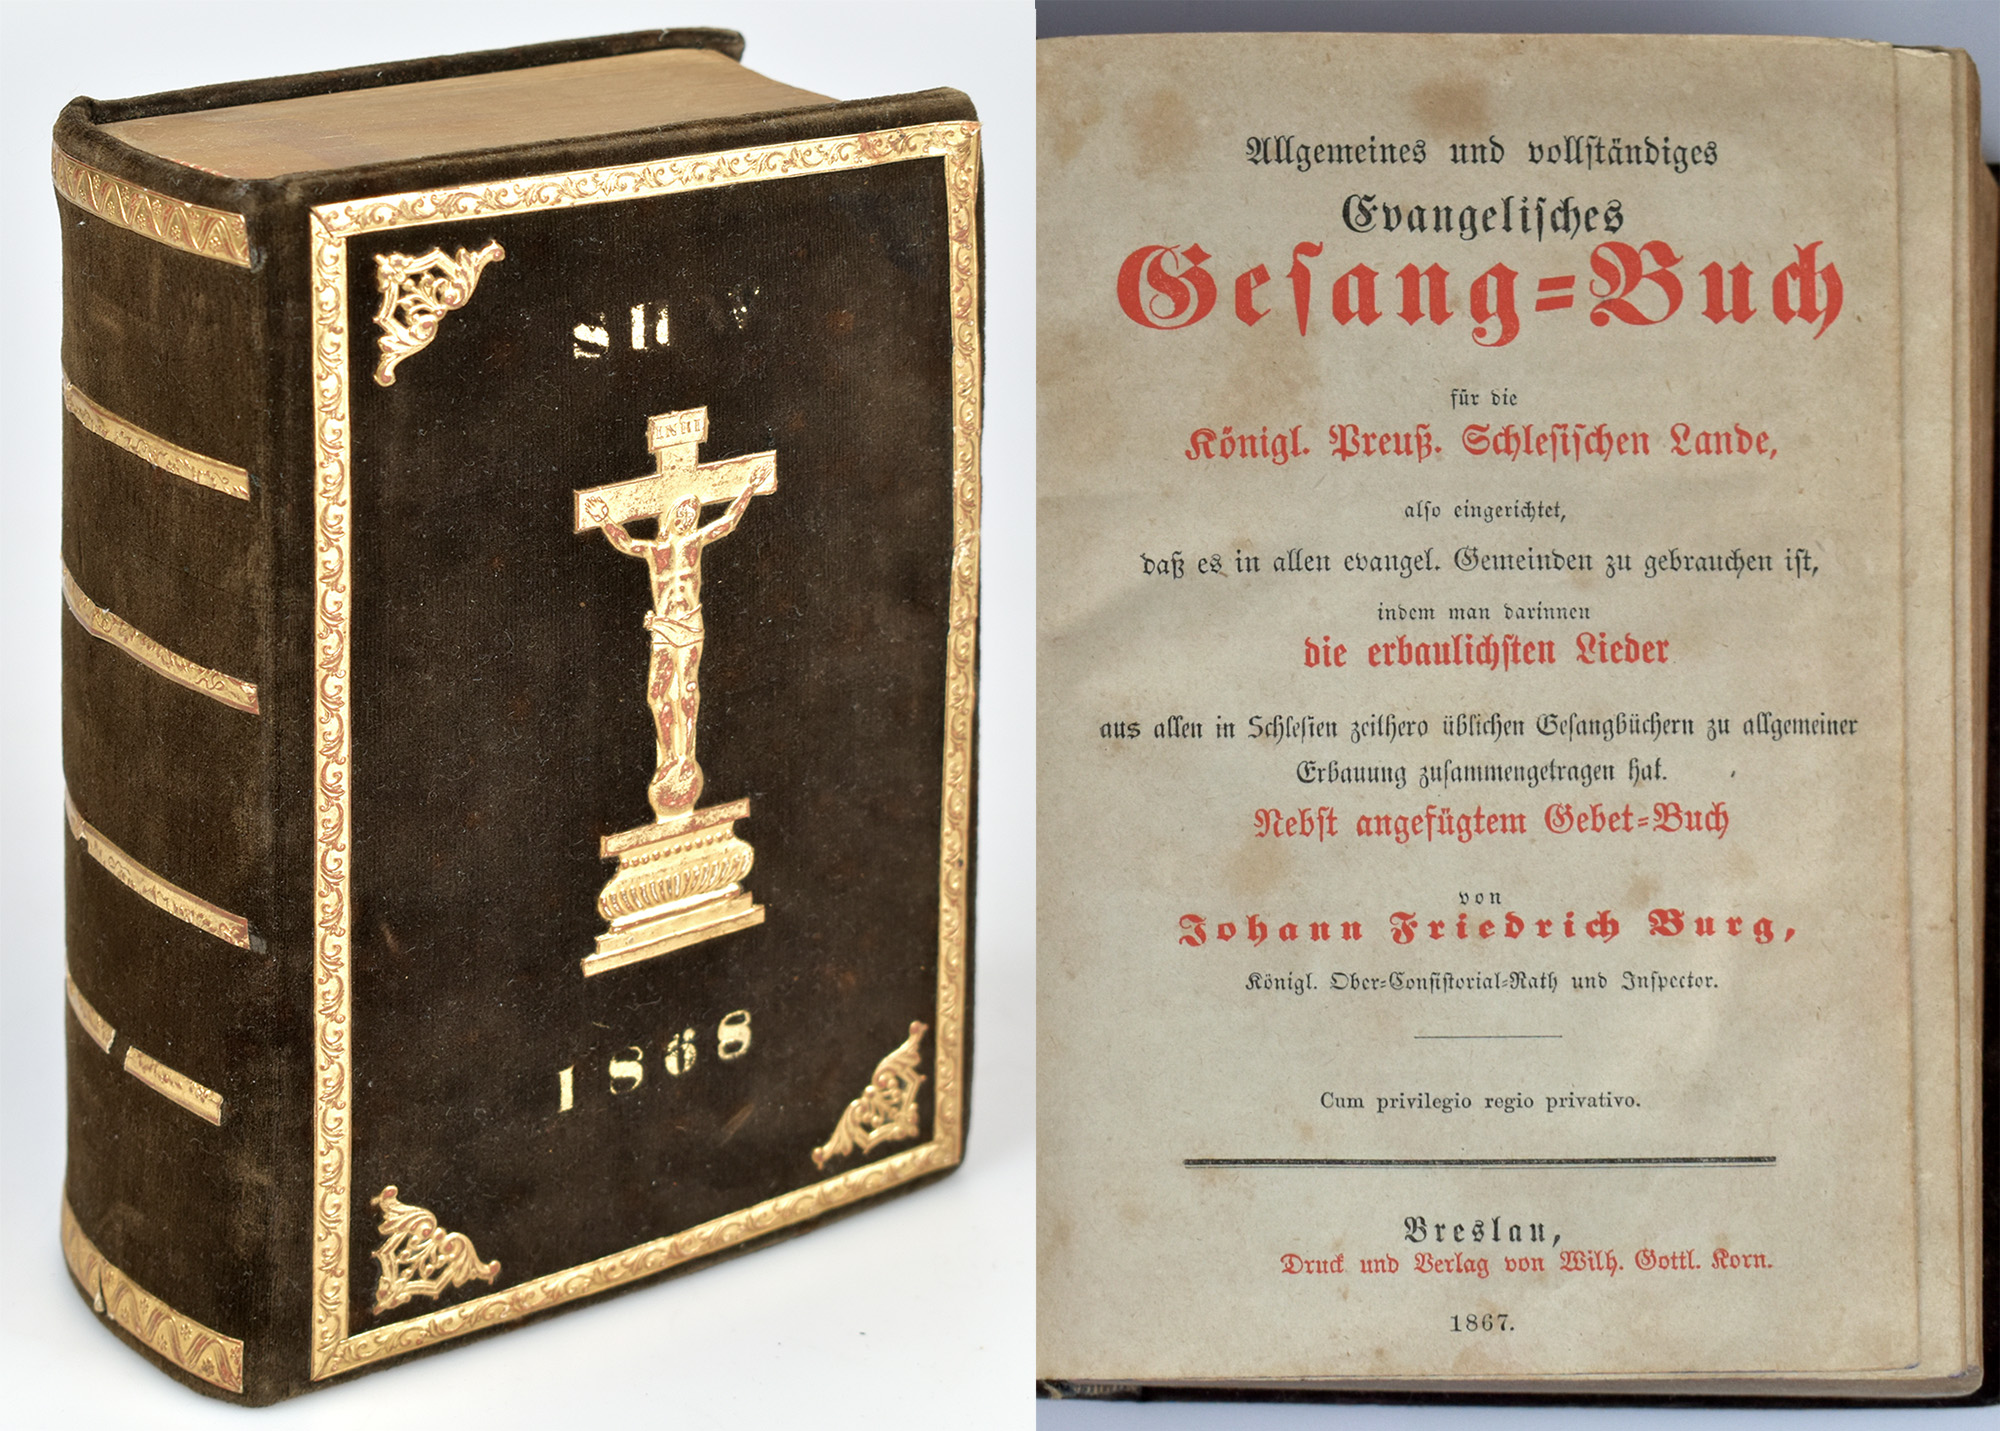 S H
INRI
1868
Allgemeines und vollständiges
Evangelisches
Gesang=Buch
für die
Königl. Preuß. Schlesischen Lande,
also eingerichtet,
daß es in allen evangel. Gemeinden zu gebrauchen ist,
indem man darinnen
die erbaulichsten Lieder
aus allen in Schlesien zeithero üblichen Gesangbüchern zu allgemeiner
Erbauung zusammengetragen hat.
Nebst angefügtem Gebet=Buch
von
Johann Friedrich Burg,
Königl. Ober=Consistorial=Rath und Inspector.
Cum privilegio regio privativo.
Breslau,
Druck und Verlag von Wilh. Gottl. Korn.
1867.